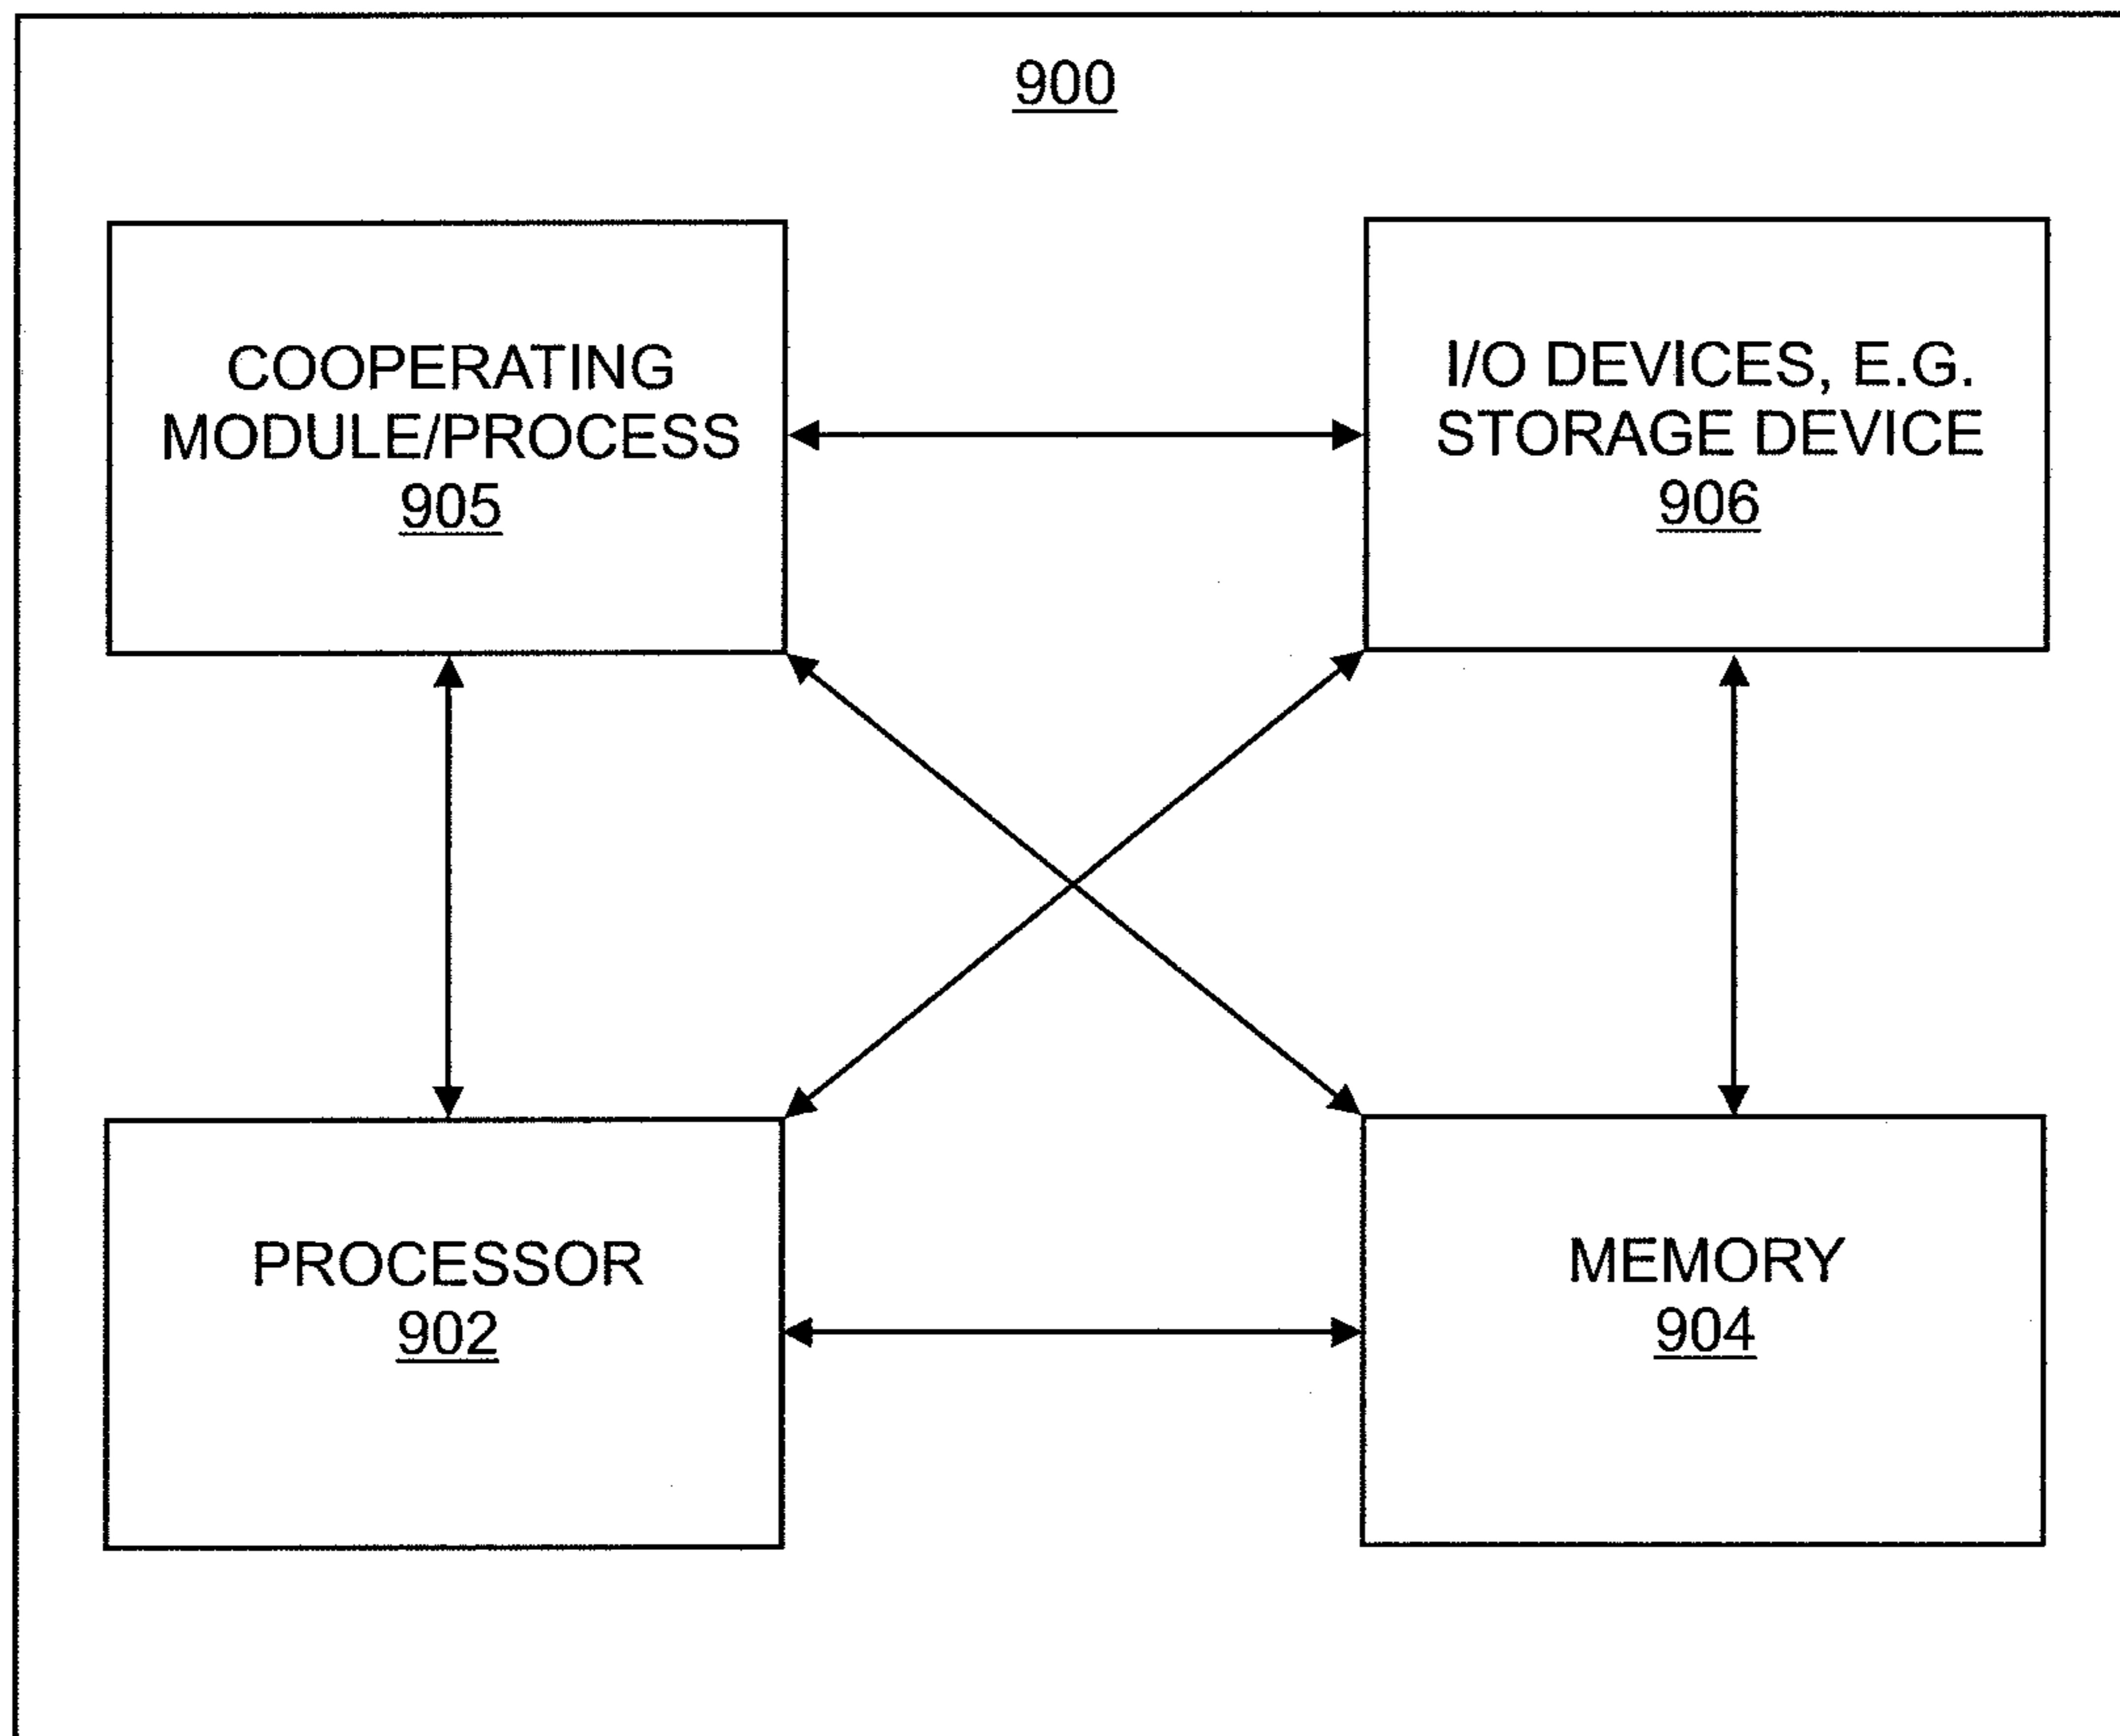 900
COOPERATING
MODULE/PROCESS
905
I/O DEVICES, E.G.
STORAGE DEVICE
906
PROCESSOR
902
MEMORY
904